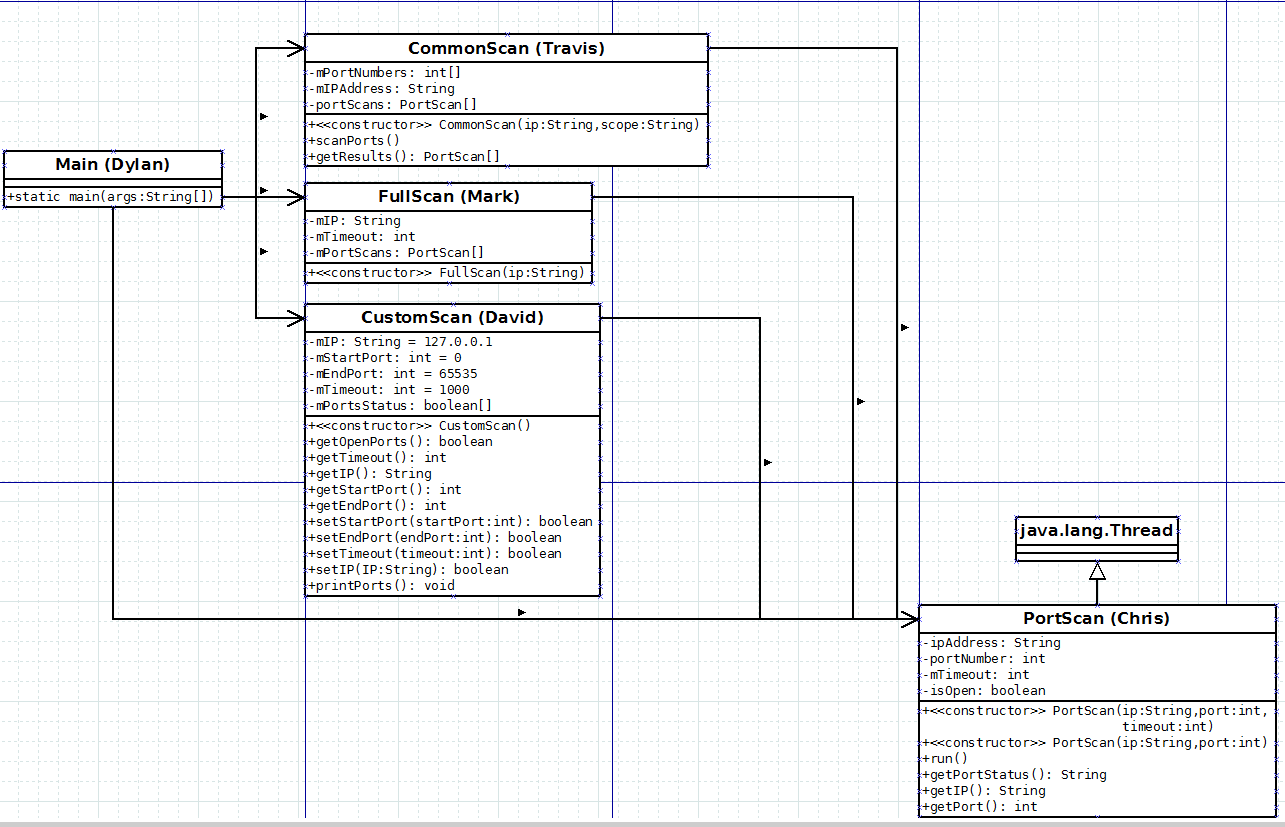 CommonScan (Travis)
-mPortNumbers: int[]
-mIPAddress: String
-portScans: PortScan[]
+<<constructor>> CommonScan(ip:String,scope:String)
+scanPorts()
+getResults(): PortScan[]
Main (Dylan)
+static main(args:String[])
FullScan (Mark)
-mIP: String
-mTimeout: int
-mPortScans: PortScan[]
+<<constructor>> FullScan(ip:String)
CustomScan (David)
-mIP: String = 127.0.0.1
-mStartPort: int = 0
-mEndPort: int = 65535
-mTimeout: int = 1000
-mPortsStatus: boolean[]
+<<constructor>> CustomScan()
+getOpenPorts(): boolean
+getTimeout(): int
+getIP(): String
+getStartPort(): int
+getEndPort(): int
+setStartPort(startPort:int): boolean
+setEndPort(endPort:int): boolean
+setTimeout(timeout:int): boolean
+setIP(IP:String): boolean
+printPorts(): void
java.lang.Thread
PortScan (Chris)
-ipAddress: String
-portNumber: int
-mTimeout: int
-isOpen: boolean
+<<constructor>> PortScan(ip:String,port:int,
timeout:int)
+<<constructor>> PortScan(ip:String,port:int)
+run()
+getPortStatus(): String
+getIP(): String
+getPort(): int